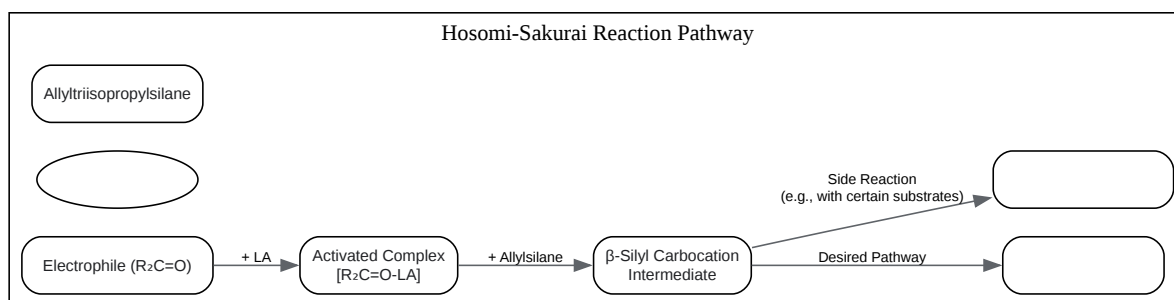 Hosomi-Sakurai Reaction Pathway
Allyltriisopropylsilane
Side Reaction
(e.g., with certain substrates)
Electrophile (R₂C=O)
+ LA
Activated Complex
[R₂C=O-LA]
+ Allylsilane
β-Silyl Carbocation
Intermediate
Desired Pathway